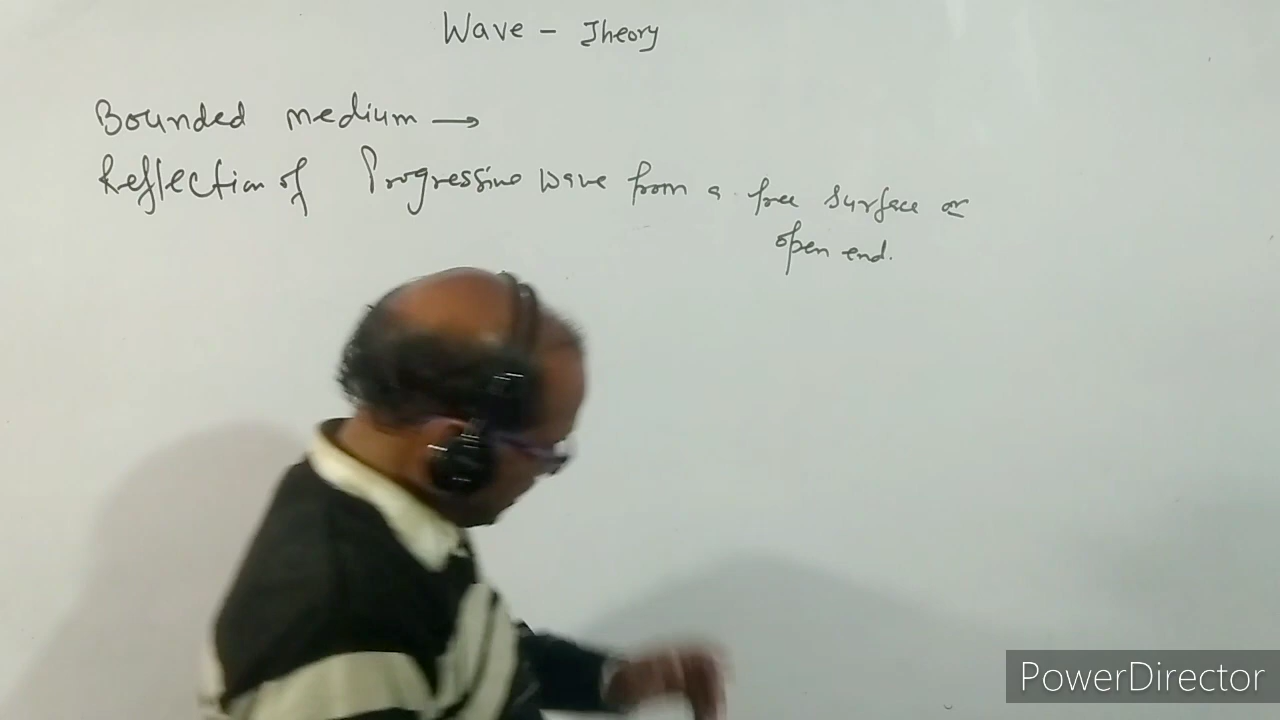 Wave - Theory
Bounded medium →
Reflection of Progressive wave from a free surface or
open end.
PowerDirector